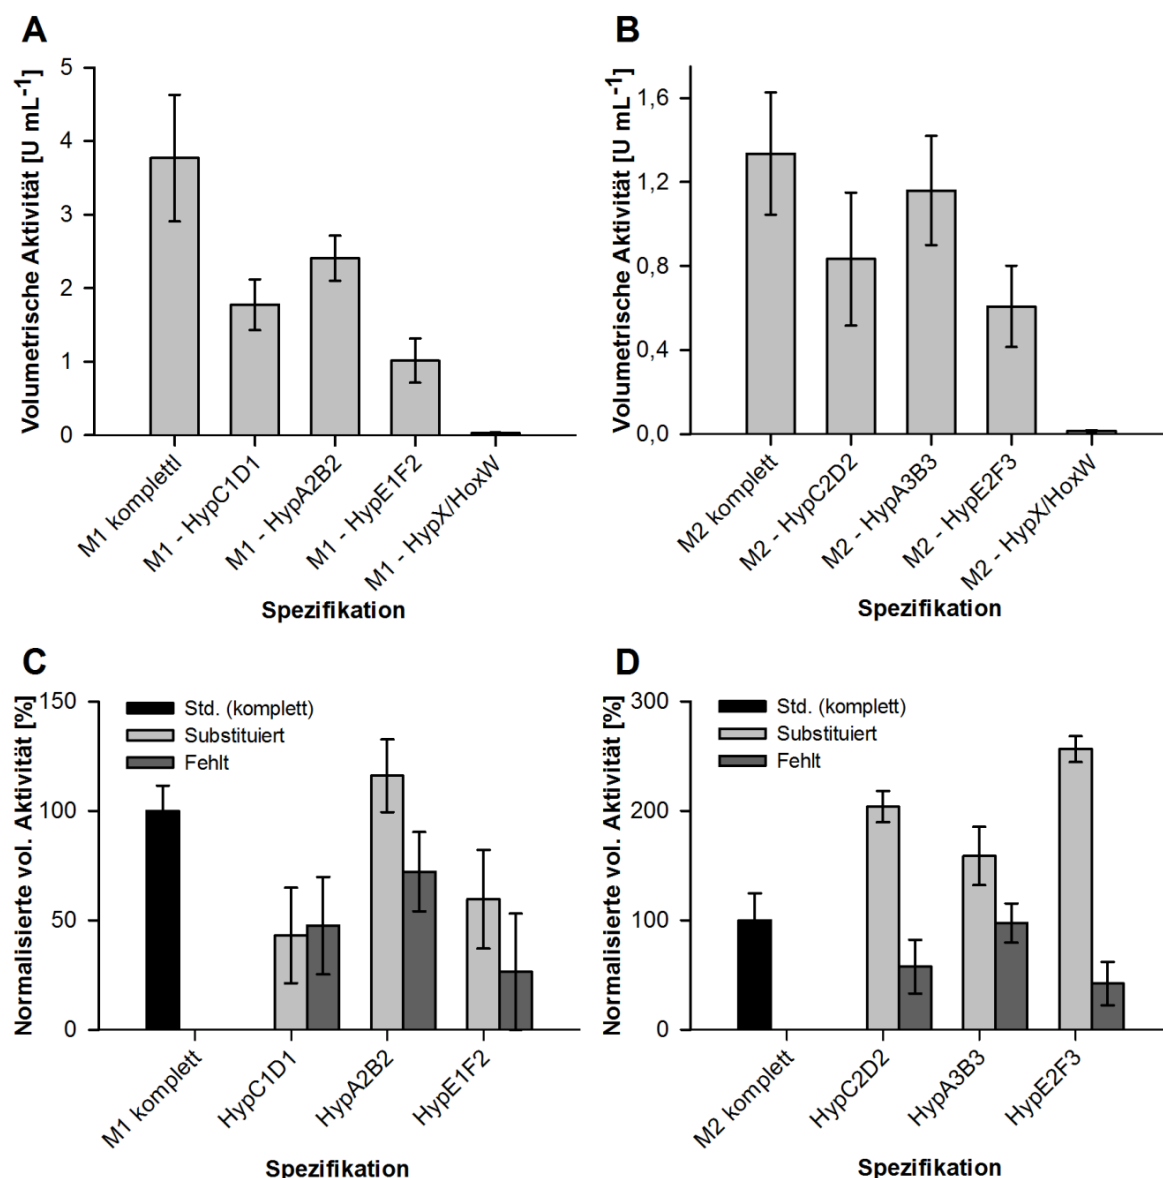 A
Volumetrische Aktivität [U mL-1]
5
4
3
2
1
0
M1 komplettl
M1 - HypC1D1
M1 - HypA2B2
M1 - HypE1F2
M1 - HypX/HoxW
Spezifikation
B
Volumetrische Aktivität [U mL-1]
1,6
1,2
0,8
0,4
0,0
M2 komplett
M2 - HypC2D2
M2 - HypA3B3
M2 - HypE2F3
M2 - HypX/HoxW
Spezifikation
C
Normalisierte vol. Aktivität [%]
150
100
50
0
Std. (komplett)
Substituiert
Fehlt
M1 komplett
HypC1D1
HypA2B2
HypE1F2
Spezifikation
D
Normalisierte vol. Aktivität [%]
300
200
100
0
Std. (komplett)
Substituiert
Fehlt
M2 komplett
HypC2D2
HypA3B3
HypE2F3
Spezifikation